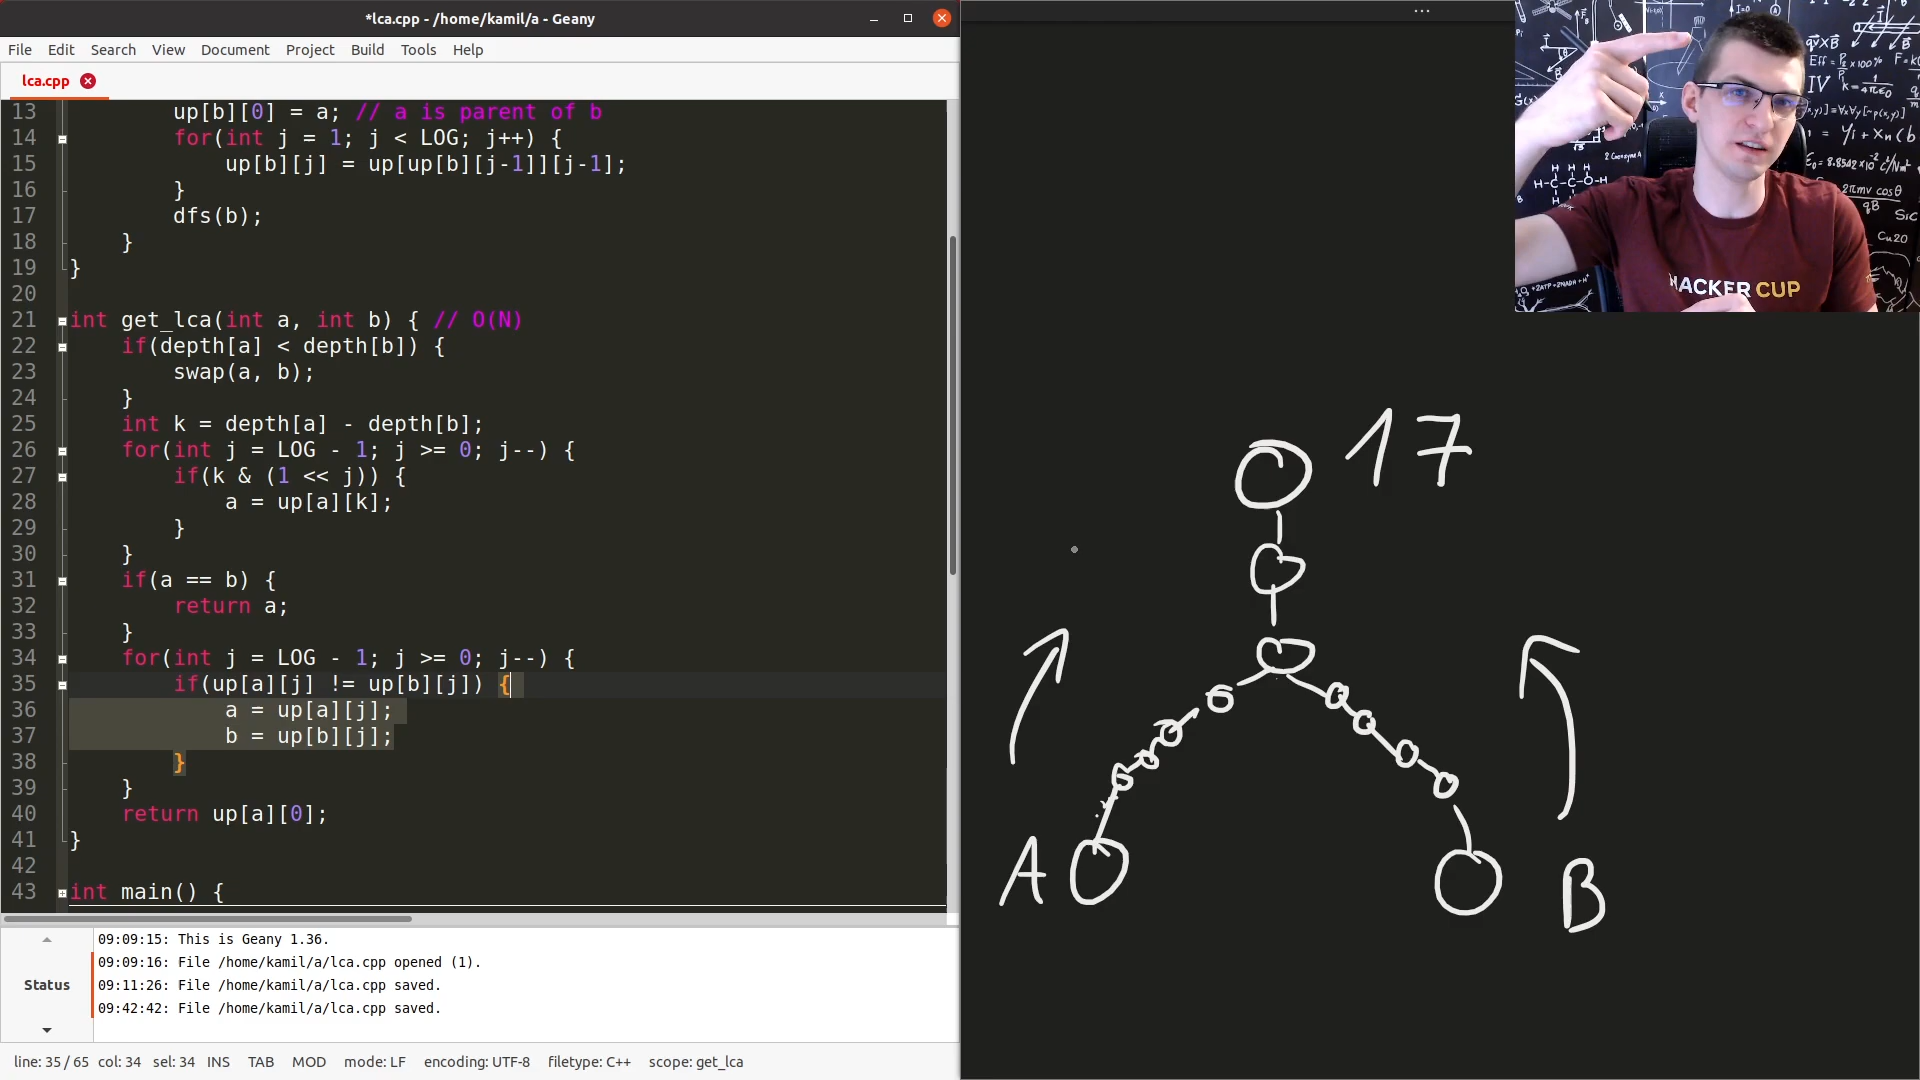 *lca.cpp - /home/kamil/a - Geany
File Edit Search View Document Project Build Tools Help
lca.cpp
13 up[b][0] = a; // a is parent of b
14 for(int j = 1; j < LOG; j++) {
15 up[b][j] = up[up[b][j-1]][j-1];
16 }
17 dfs(b);
18 }
19 }
20
21 int get_lca(int a, int b) { // O(N)
22 if(depth[a] < depth[b]) {
23 swap(a, b);
24 }
25 int k = depth[a] - depth[b];
26 for(int j = LOG - 1; j >= 0; j--) {
27 if(k & (1 << j)) {
28 a = up[a][k];
29 }
30 }
31 if(a == b) {
32 return a;
33 }
34 for(int j = LOG - 1; j >= 0; j--) {
35 if(up[a][j] != up[b][j]) {
36 a = up[a][j];
37 b = up[b][j];
38 }
39 }
40 return up[a][0];
41 }
42
43 int main() {
Status
09:09:15: This is Geany 1.36.
09:09:16: File /home/kamil/a/lca.cpp opened (1).
09:11:26: File /home/kamil/a/lca.cpp saved.
09:42:42: File /home/kamil/a/lca.cpp saved.
line: 35 / 65 col: 34 sel: 34 INS TAB MOD mode: LF encoding: UTF-8 filetype: C++ scope: get_lca
17
A
B
HACKER CUP